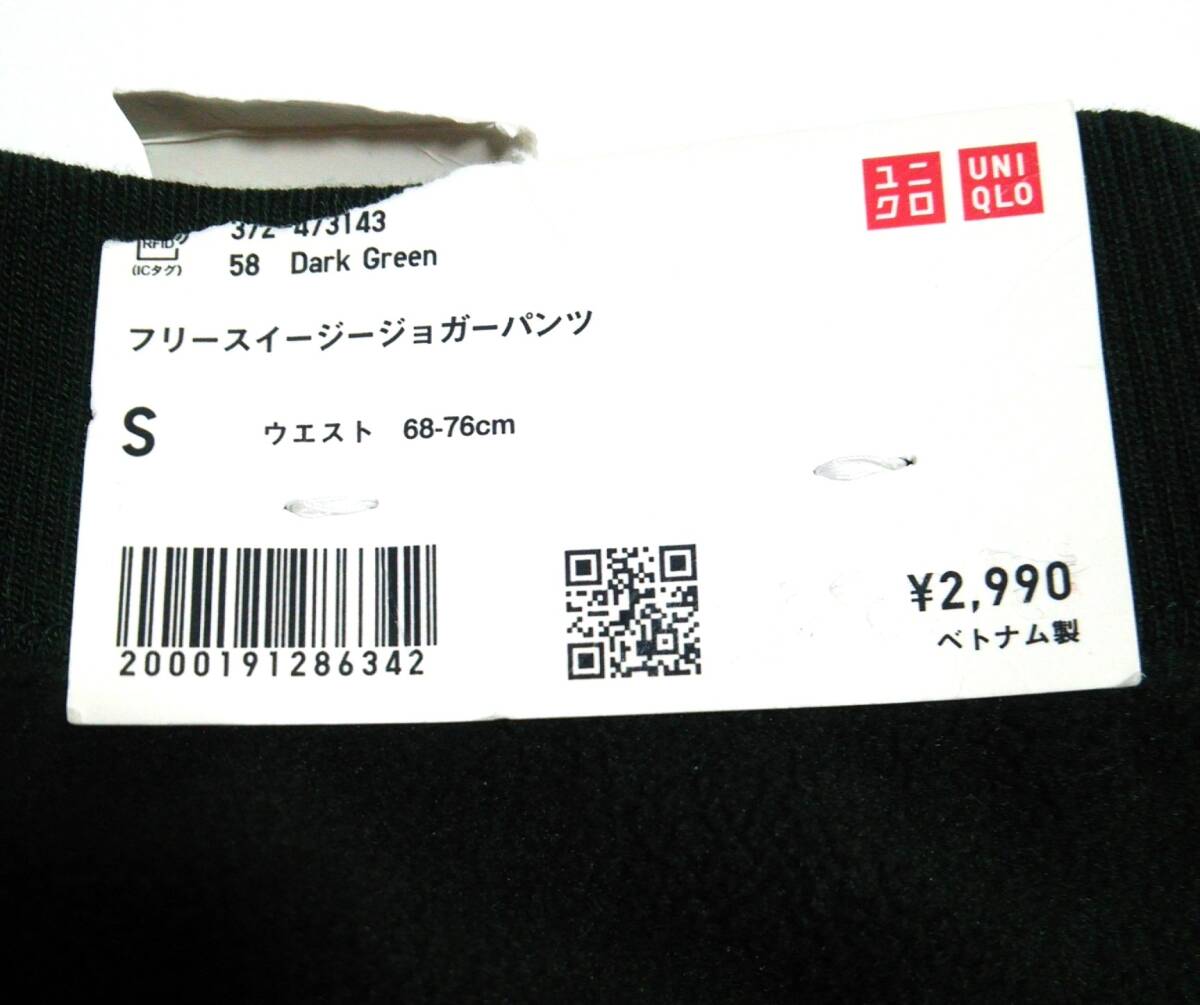 ユニクロ
UNIQLO
RFID
(ICタグ)
372-473143
58 Dark Green
フリースイージージョガーパンツ
S ウエスト 68-76cm
2000191286342
¥2,990
ベトナム製